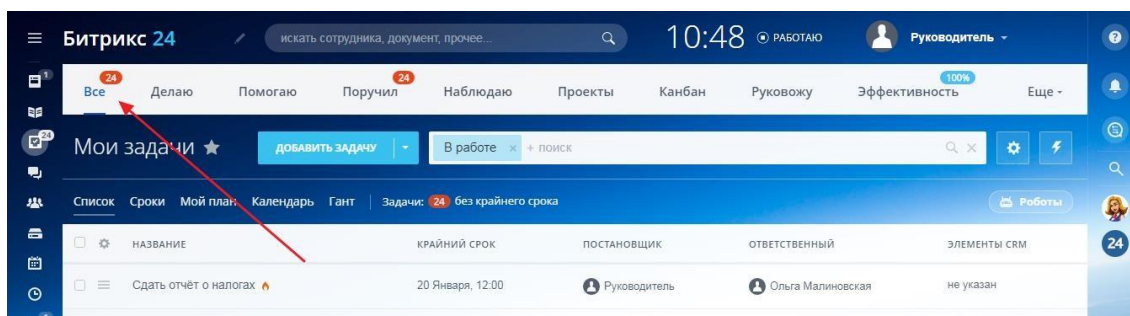 Битрикс 24 искать сотрудника, документ, прочее... 10:48 РАБОТАЮ Руководитель
1 24 24 100%
Все Делаю Помогаю Поручил Наблюдаю Проекты Канбан Руковожу Эффективность Еще
24 Мои задачи ДОБАВИТЬ ЗАДАЧУ В работе × + поиск
Список Сроки Мой план Календарь Гант Задачи: 24 без крайнего срока Роботы
НАЗВАНИЕ КРАЙНИЙ СРОК ПОСТАНОВЩИК ОТВЕТСТВЕННЫЙ ЭЛЕМЕНТЫ CRM 24
Сдать отчёт о налогах 20 Января, 12:00 Руководитель Ольга Малиновская не указан